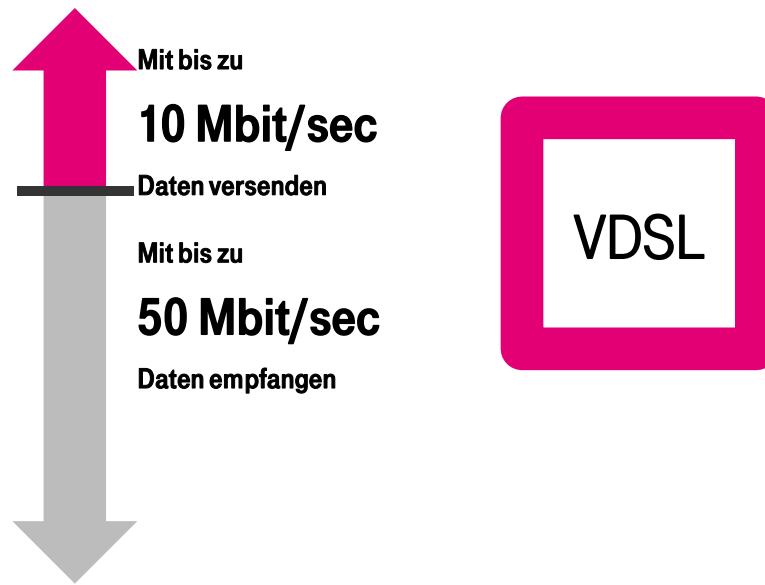 Mit bis zu
10 Mbit/sec
Daten versenden
Mit bis zu
50 Mbit/sec
Daten empfangen
VDSL